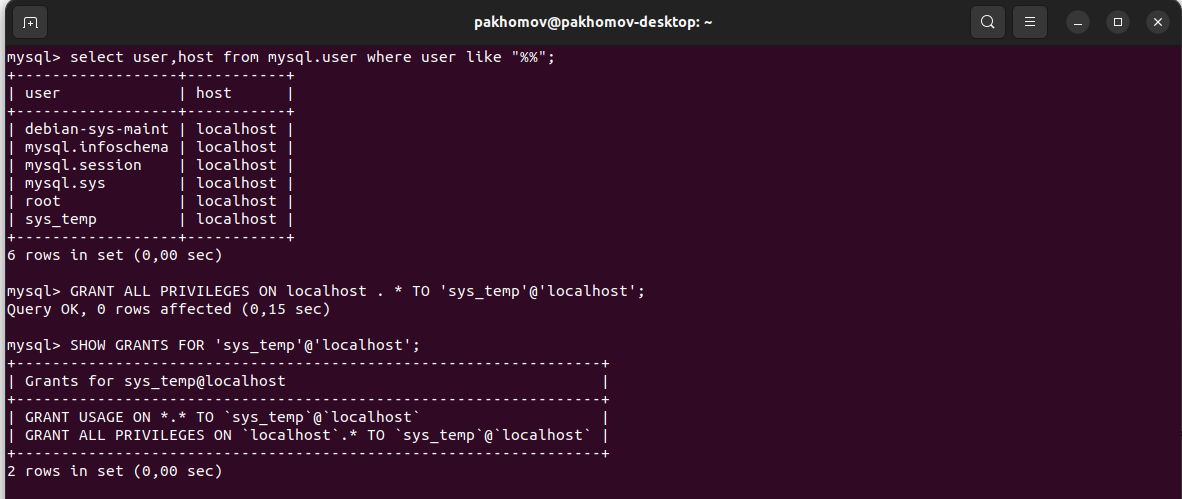 pakhomov@pakhomov-desktop: ~
mysql> select user,host from mysql.user where user like "%%";
+------------------+-----------+
| user             | host      |
+------------------+-----------+
| debian-sys-maint | localhost |
| mysql.infoschema | localhost |
| mysql.session    | localhost |
| mysql.sys        | localhost |
| root             | localhost |
| sys_temp         | localhost |
+------------------+-----------+
6 rows in set (0,00 sec)
mysql> GRANT ALL PRIVILEGES ON localhost . * TO 'sys_temp'@'localhost';
Query OK, 0 rows affected (0,15 sec)
mysql> SHOW GRANTS FOR 'sys_temp'@'localhost';
+-----------------------------------------------------------------+
| Grants for sys_temp@localhost                                   |
+-----------------------------------------------------------------+
| GRANT USAGE ON *.* TO `sys_temp`@`localhost`                    |
| GRANT ALL PRIVILEGES ON `localhost`.* TO `sys_temp`@`localhost` |
+-----------------------------------------------------------------+
2 rows in set (0,00 sec)